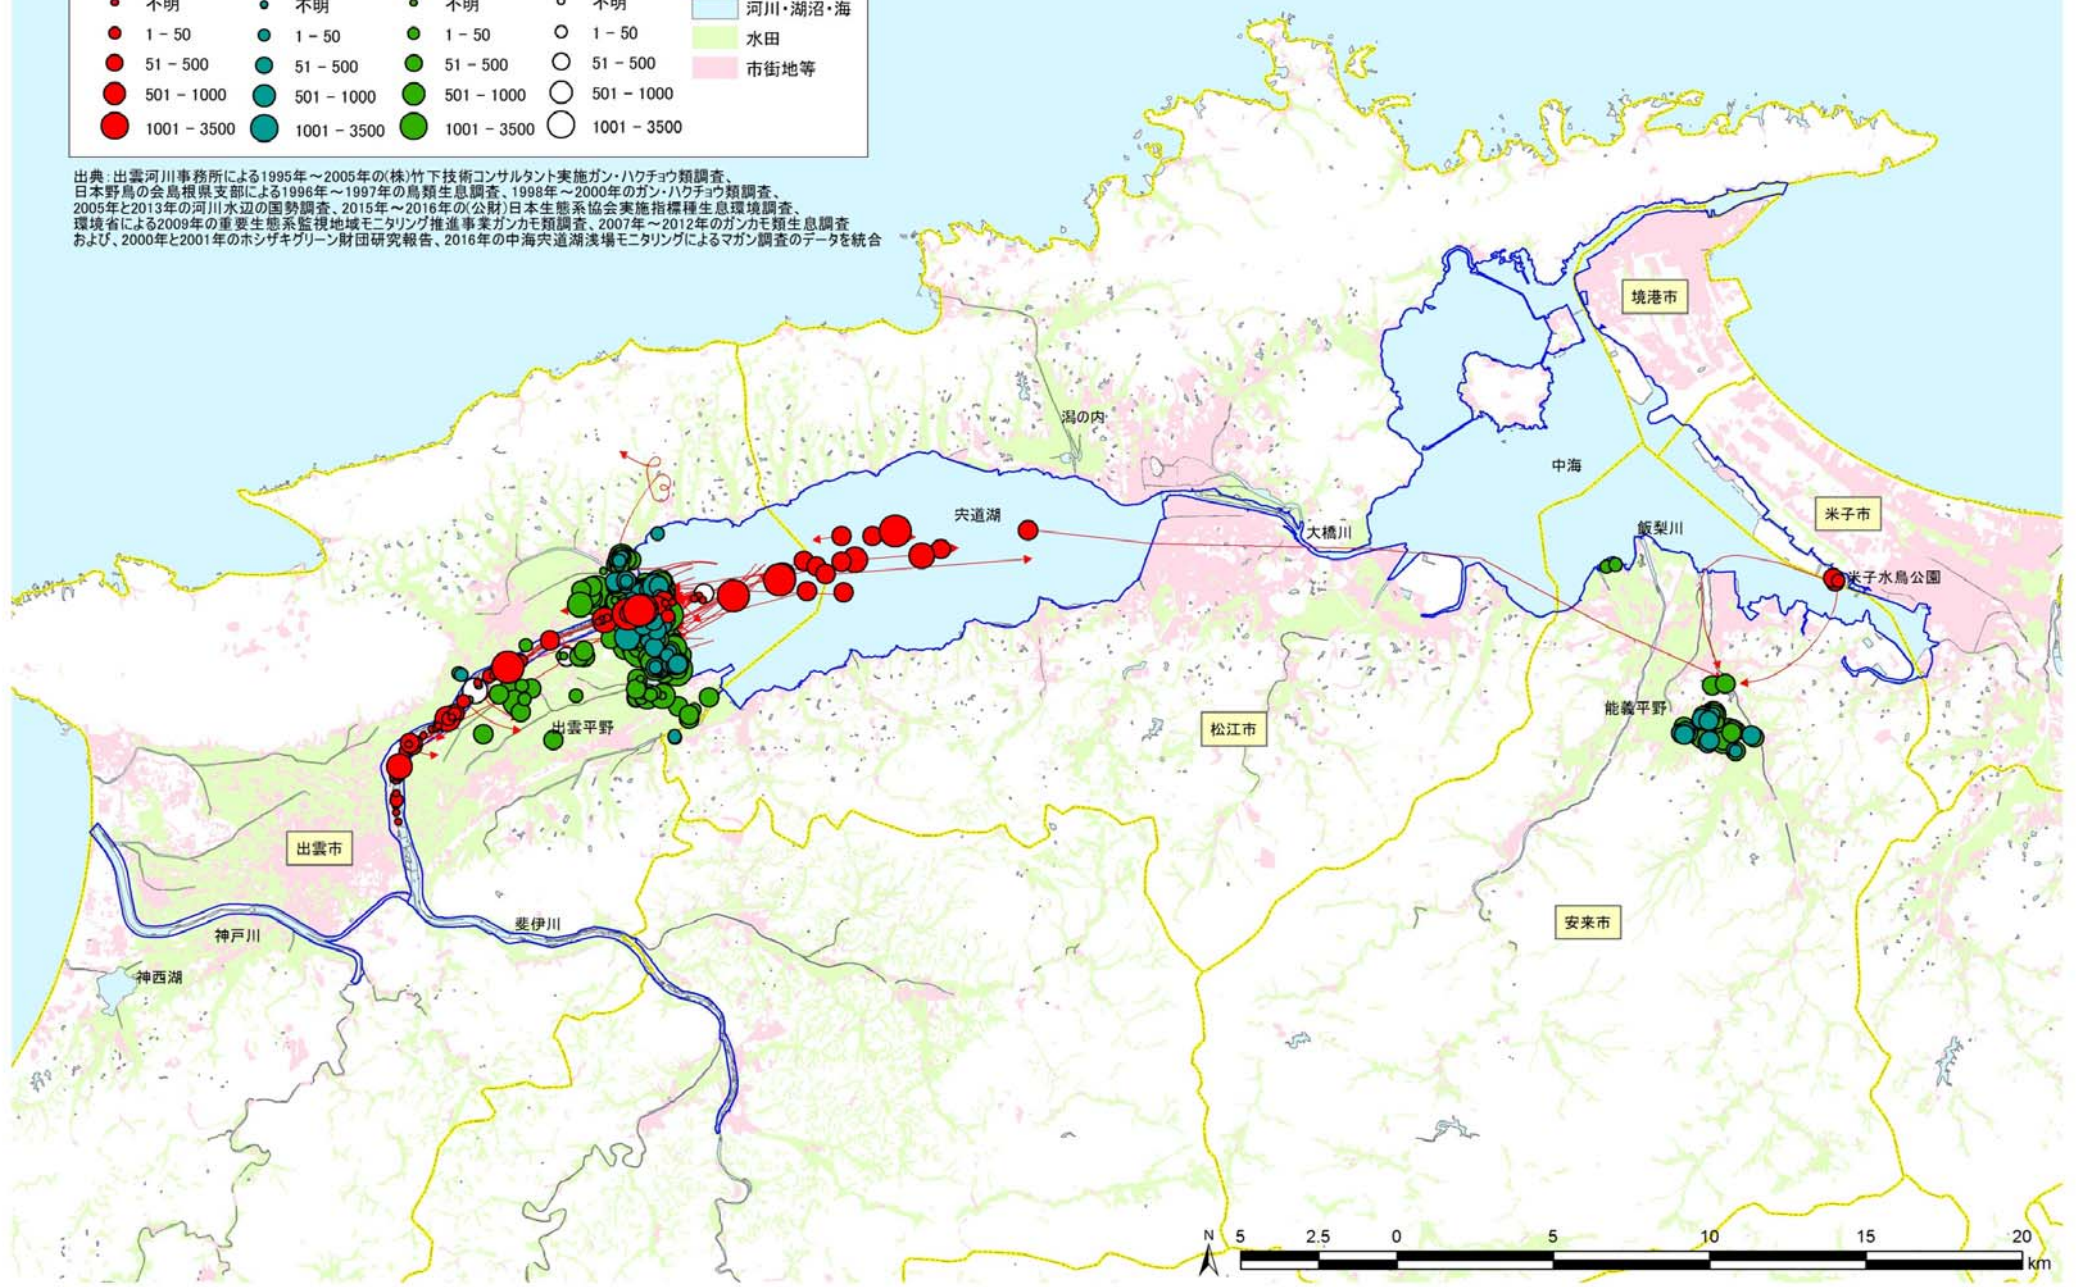 不明 不明 不明 不明 河川・湖沼・海
1 - 50 1 - 50 1 - 50 1 - 50 水田
51 - 500 51 - 500 51 - 500 51 - 500 市街地等
501 - 1000 501 - 1000 501 - 1000 501 - 1000
1001 - 3500 1001 - 3500 1001 - 3500 1001 - 3500
出典:出雲河川事務所による1995年～2005年の(株)竹下技術コンサルタント実施ガン・ハクチョウ類調査、
日本野鳥の会島根県支部による1996年～1997年の鳥類生息調査、1998年～2000年のガン・ハクチョウ類調査、
2005年と2013年の河川水辺の国勢調査、2015年～2016年の(公財)日本生態系協会実施指標種生息環境調査、
環境省による2009年の重要生態系監視地域モニタリング推進事業ガンカモ類調査、2007年～2012年のガンカモ類生息調査
および、2000年と2001年のホシザキグリーン財団研究報告、2016年の中海宍道湖浅場モニタリングによるマガン調査のデータを統合
境港市
潟の内
中海
宍道湖
米子市
飯梨川
大橋川
米子水鳥公園
能義平野
出雲平野
松江市
出雲市
安来市
斐伊川
神戸川
神西湖
N 5 2.5 0 5 10 15 20
km